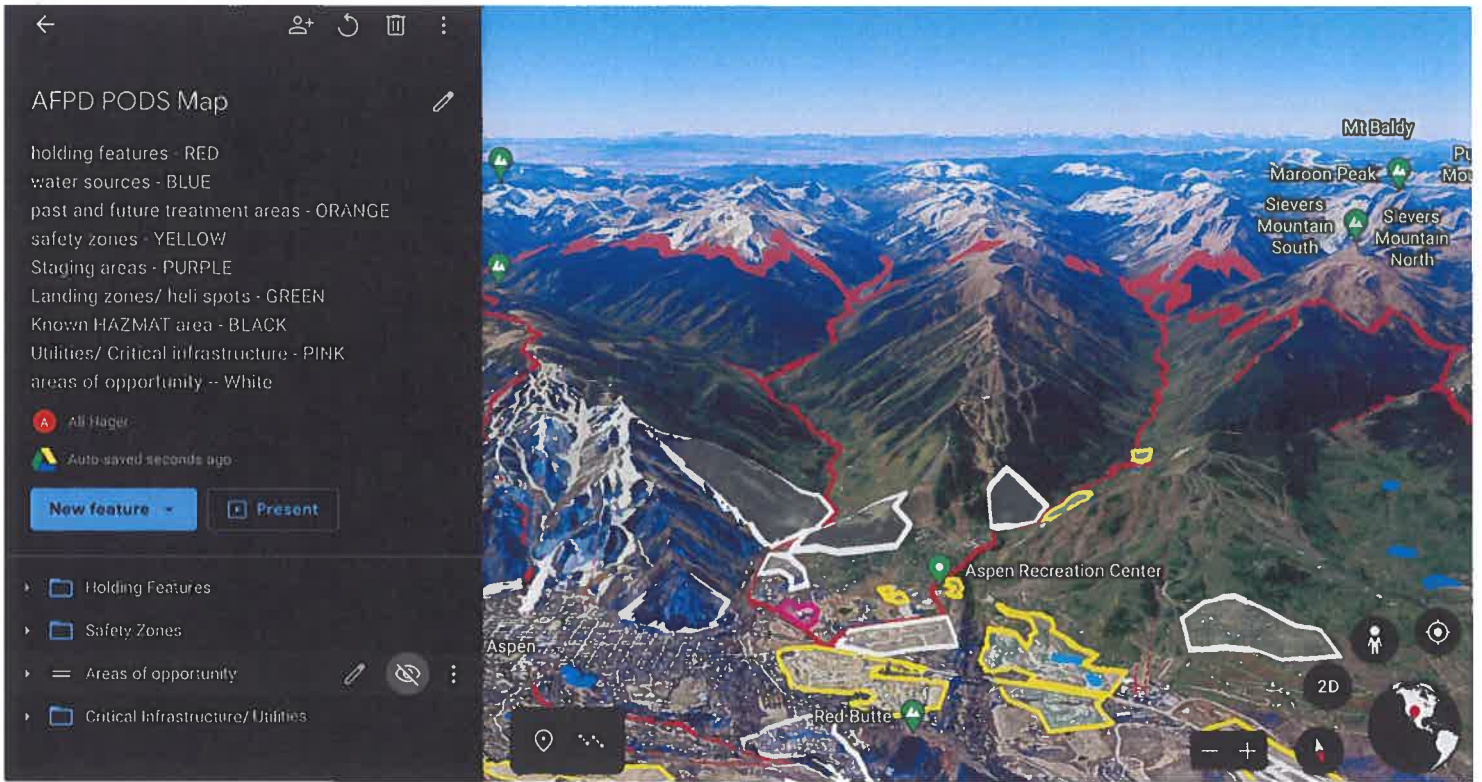 AFPD PODS Map
holding features - RED
water sources - BLUE
past and future treatment areas - ORANGE
safety zones - YELLOW
Staging areas - PURPLE
Landing zones/ heli spots - GREEN
Known HAZMAT area - BLACK
Utilities/ Critical infrastructure - PINK
areas of opportunity -- White
A
Ali Hager
Auto-saved seconds ago
New feature
Present
Holding Features
Safety Zones
Areas of opportunity
Critical Infrastructure/ Utilities
Mt Baldy
Maroon Peak
Sievers
Mountain
South
Sievers
Mountain
North
Aspen Recreation Center
Aspen
Red Butte
2D